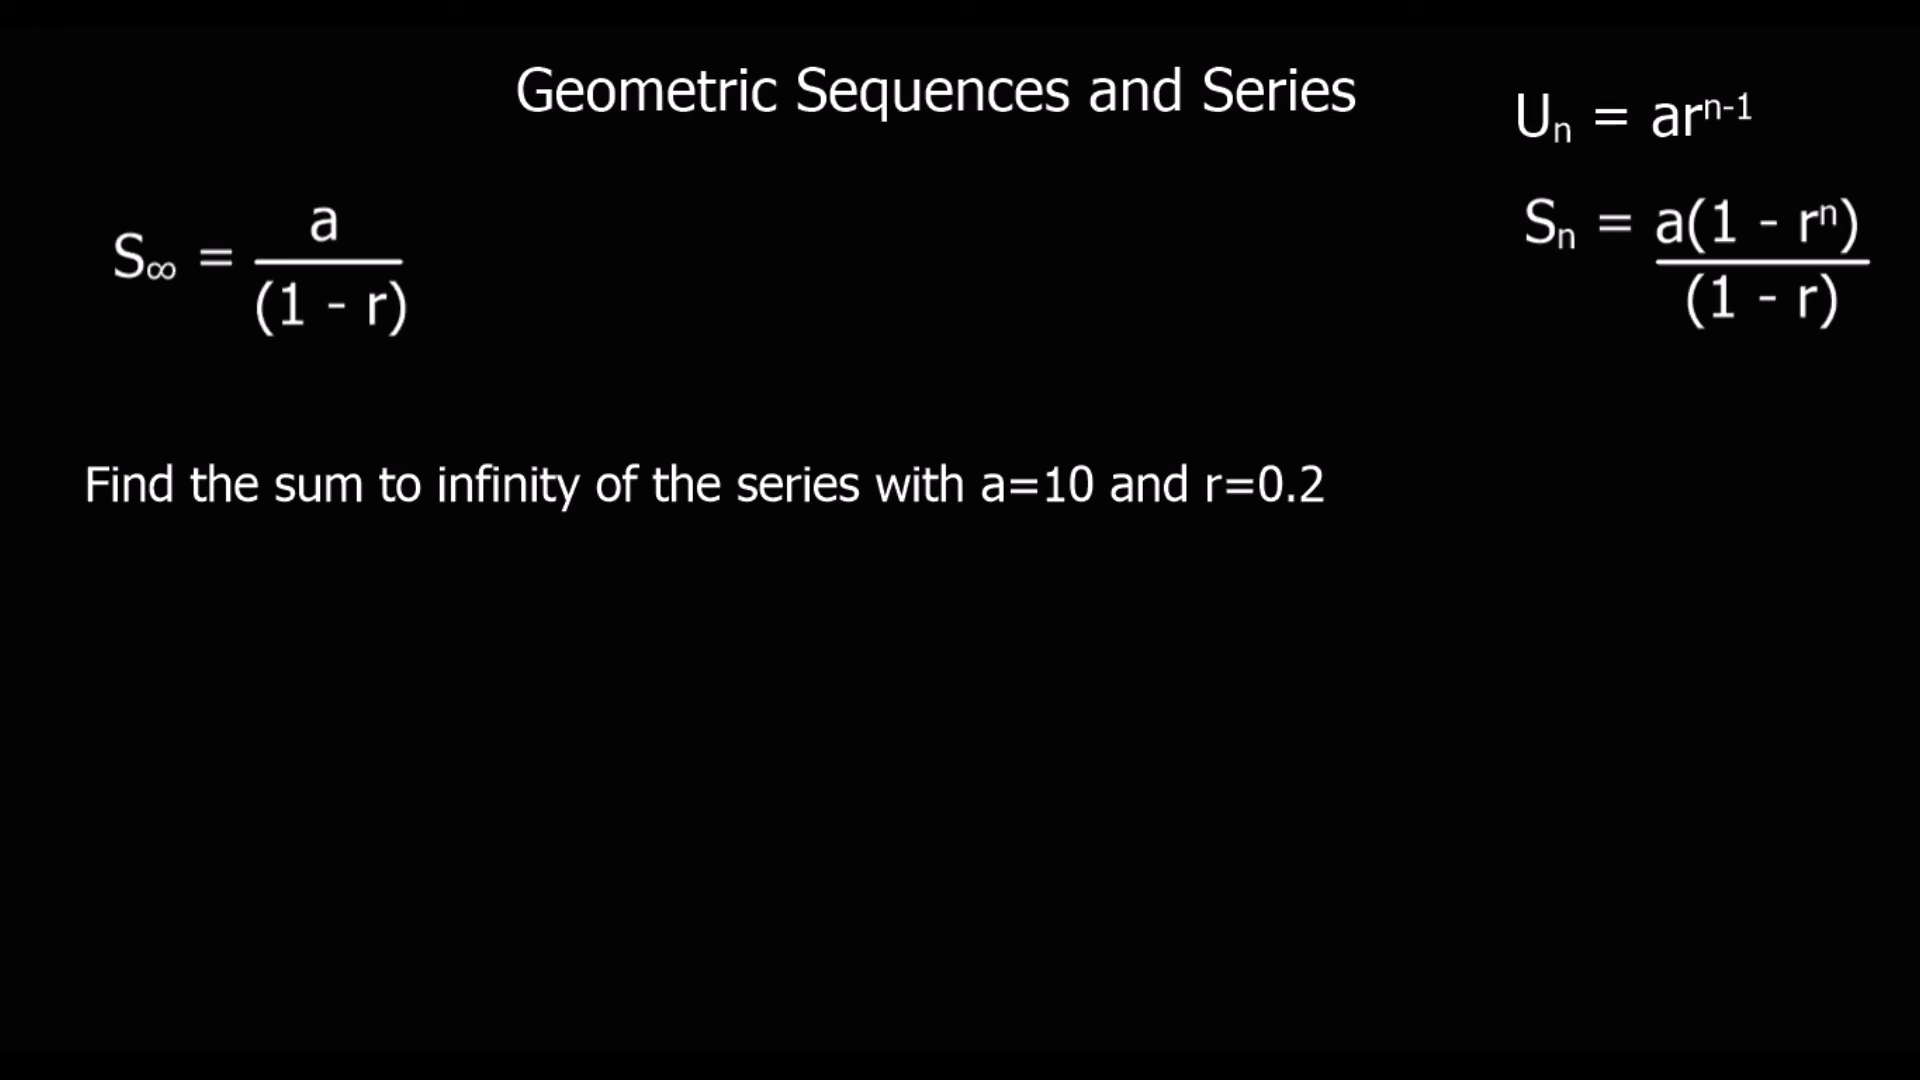 Geometric Sequences and Series
Uₙ = arⁿ⁻¹
S∞ = a
(1 - r)
Sₙ = a(1 - rⁿ)
(1 - r)
Find the sum to infinity of the series with a=10 and r=0.2